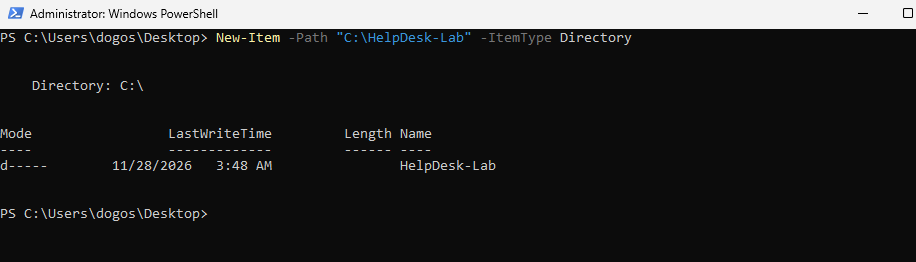 Administrator: Windows PowerShell
PS C:\Users\dogos\Desktop> New-Item -Path "C:\HelpDesk-Lab" -ItemType Directory
Directory: C:\
Mode                 LastWriteTime         Length Name
----                 -------------         ------ ----
d-----        11/28/2026   3:48 AM                HelpDesk-Lab
PS C:\Users\dogos\Desktop>